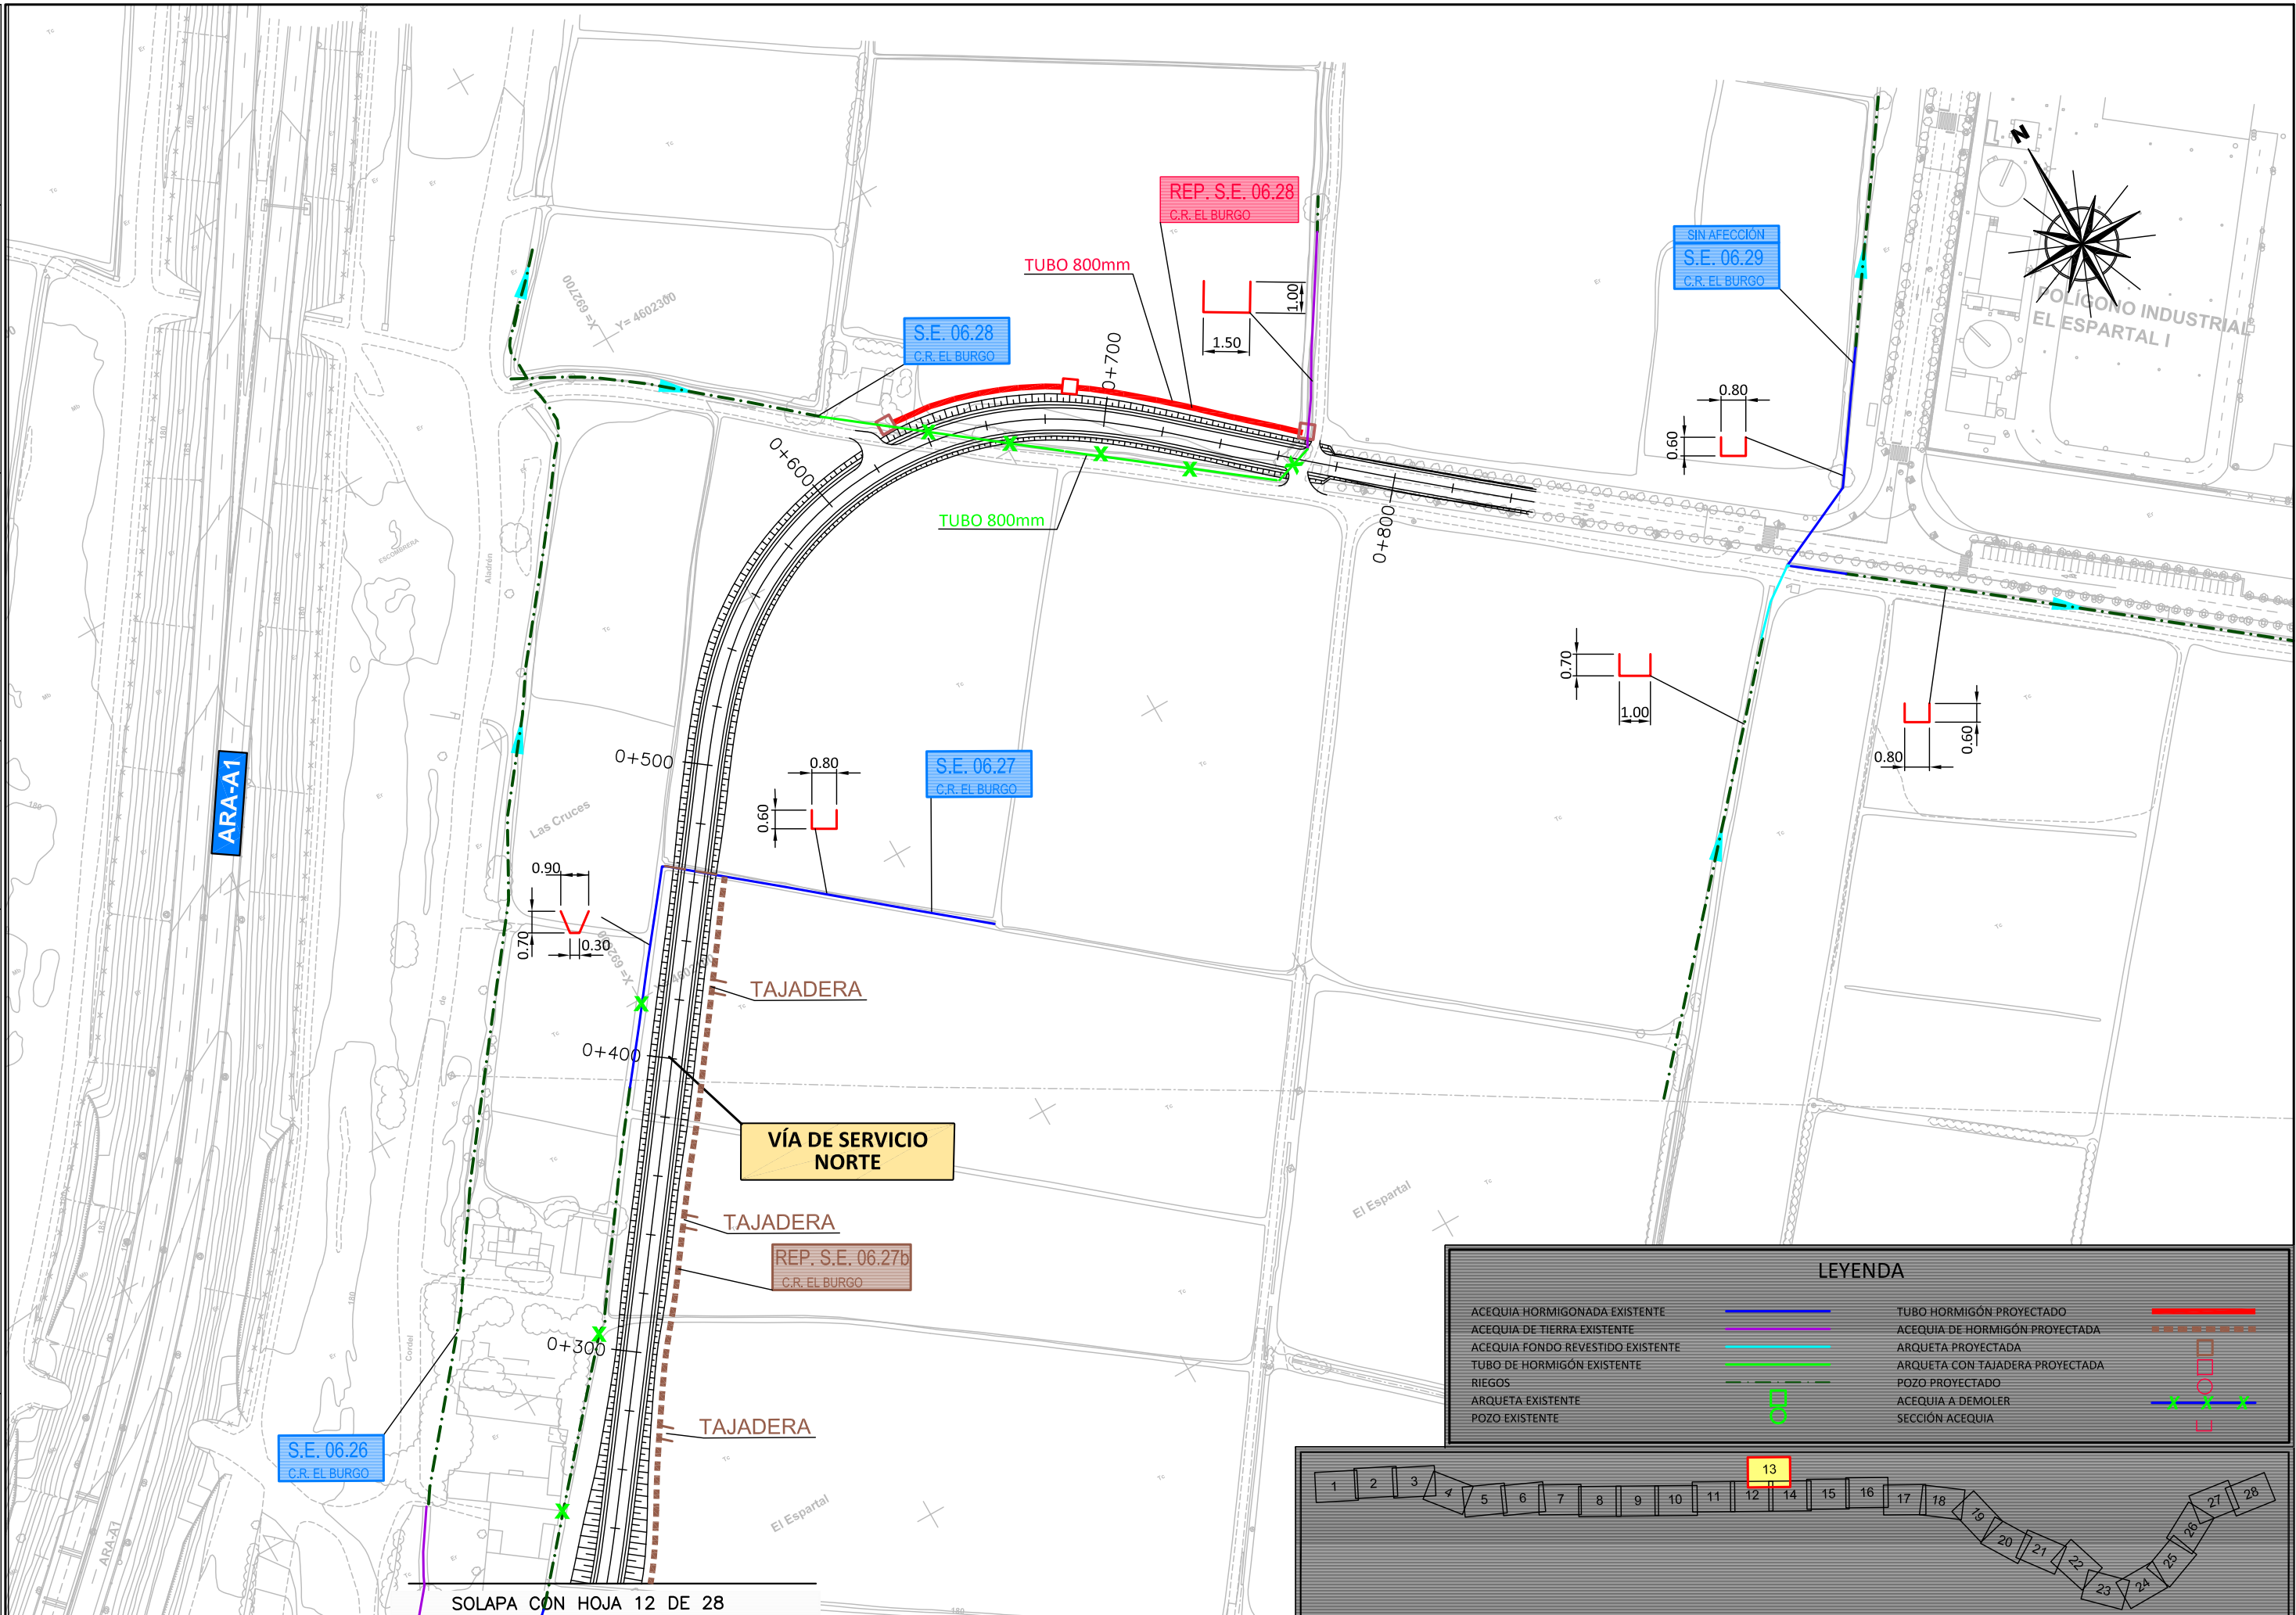 REP. S.E. 06.28
C.R. EL BURGO
TUBO 800mm
1.00
1.50
SIN AFECCIÓN
S.E. 06.29
C.R. EL BURGO
N
POLÍGONO INDUSTRIAL
EL ESPARTAL I
X= 692700
Y= 4602300
S.E. 06.28
C.R. EL BURGO
0+700
0.80
0.60
0+600
TUBO 800mm
0+800
ESCOMBRERA
Aladrén
0.70
1.00
0.80
0.60
0+500
S.E. 06.27
C.R. EL BURGO
0.80
0.60
ARA-A1
Las Cruces
0.90
0.70
0.30
TAJADERA
de
0+400
VÍA DE SERVICIO
NORTE
El Espartal
TAJADERA
REP. S.E. 06.27b
C.R. EL BURGO
Cordel
0+300
TAJADERA
S.E. 06.26
C.R. EL BURGO
El Espartal
ARA-A1
SOLAPA CON HOJA 12 DE 28
LEYENDA
ACEQUIA HORMIGONADA EXISTENTE
ACEQUIA DE TIERRA EXISTENTE
ACEQUIA FONDO REVESTIDO EXISTENTE
TUBO DE HORMIGÓN EXISTENTE
RIEGOS
ARQUETA EXISTENTE
POZO EXISTENTE
TUBO HORMIGÓN PROYECTADO
ACEQUIA DE HORMIGÓN PROYECTADA
ARQUETA PROYECTADA
ARQUETA CON TAJADERA PROYECTADA
POZO PROYECTADO
ACEQUIA A DEMOLER
SECCIÓN ACEQUIA
1 2 3 4 5 6 7 8 9 10 11 12 13 14 15 16 17 18 19 20 21 22 23 24 25 26 27 28